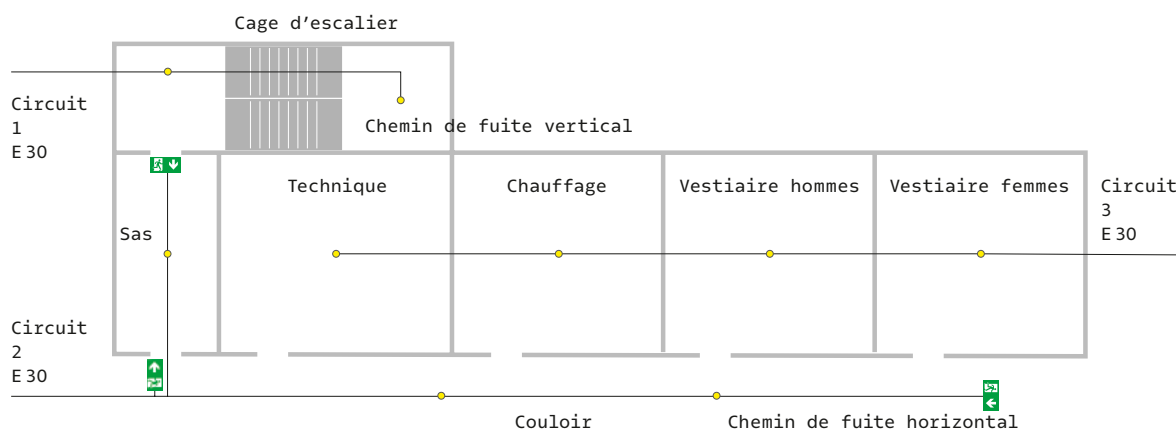 Cage d'escalier
Circuit
1
E 30
Chemin de fuite vertical
Technique
Chauffage
Vestiaire hommes
Vestiaire femmes
Circuit
3
E 30
Sas
Circuit
2
E 30
Couloir
Chemin de fuite horizontal